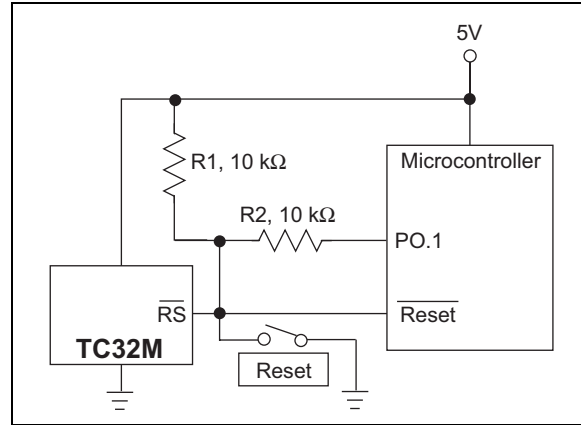 5V
R1, 10 kΩ
Microcontroller
R2, 10 kΩ
PO.1
RS
Reset
TC32M
Reset